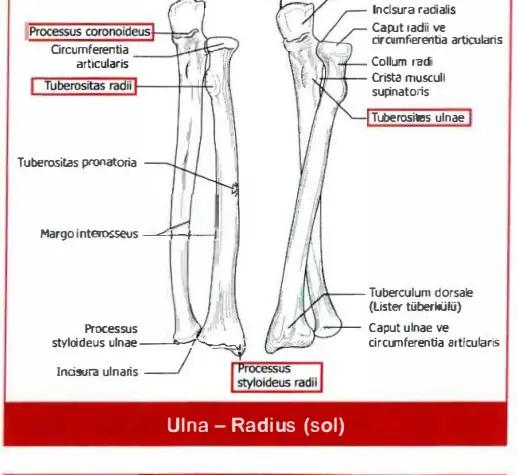 Processus coronoideus
Circumferentia
articularis
Tuberositas radii
Tuberositas pronatoria
Margo interosseus
Processus
styloideus ulnae
Incisura ulnaris
Incisura radialis
Caput radii ve
circumferentia articularis
Collum radi
Crista musculi
supinatoris
Tuberositas ulnae
Tuberculum dorsale
(Lister tüberkülü)
Caput ulnae ve
circumferentia articularis
Processus
styloideus radii
Ulna – Radius (sol)